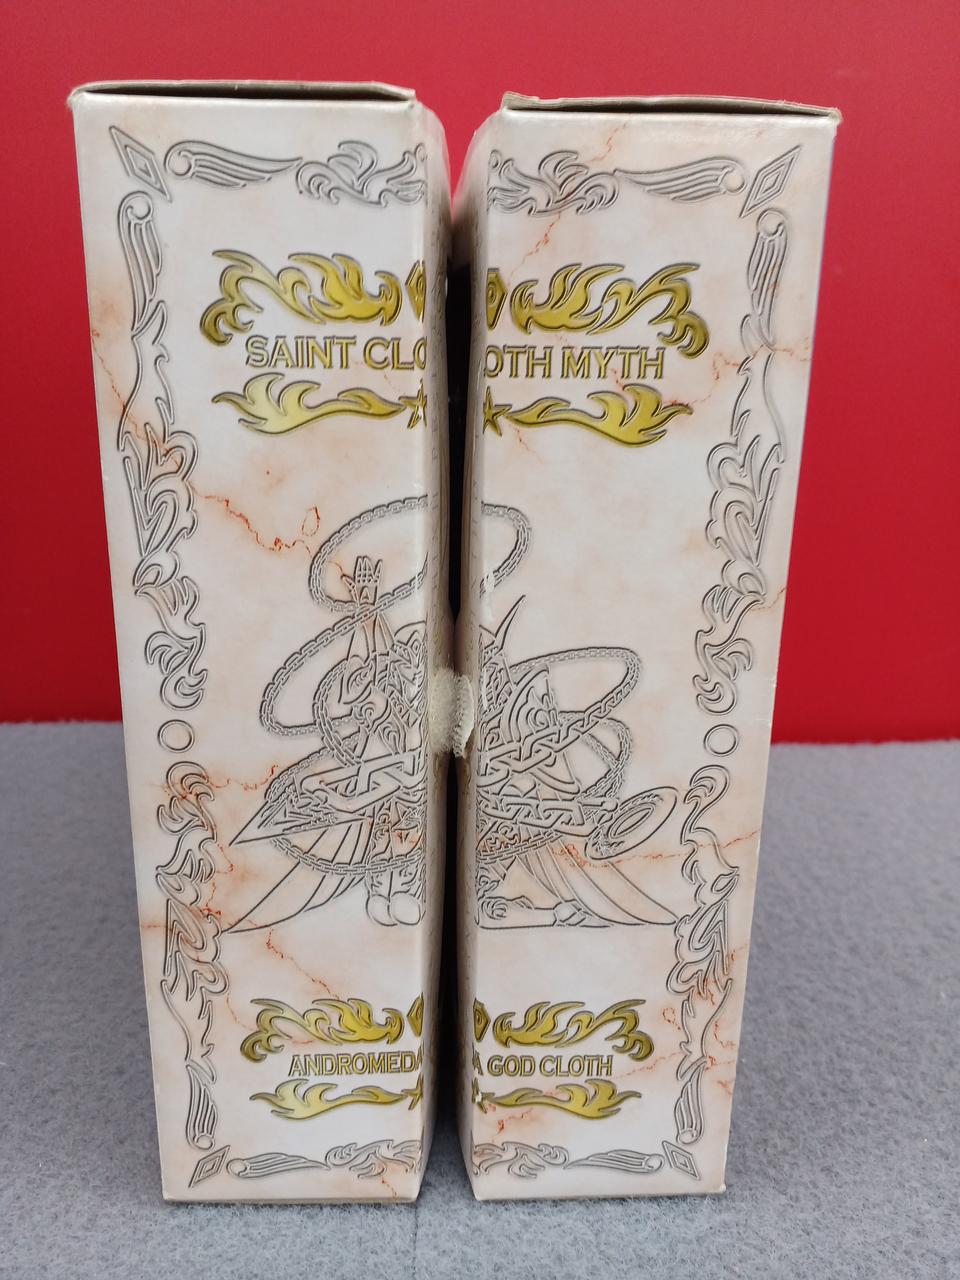 SAINT CLO
OTH MYTH
ANDROMEDA
A GOD CLOTH